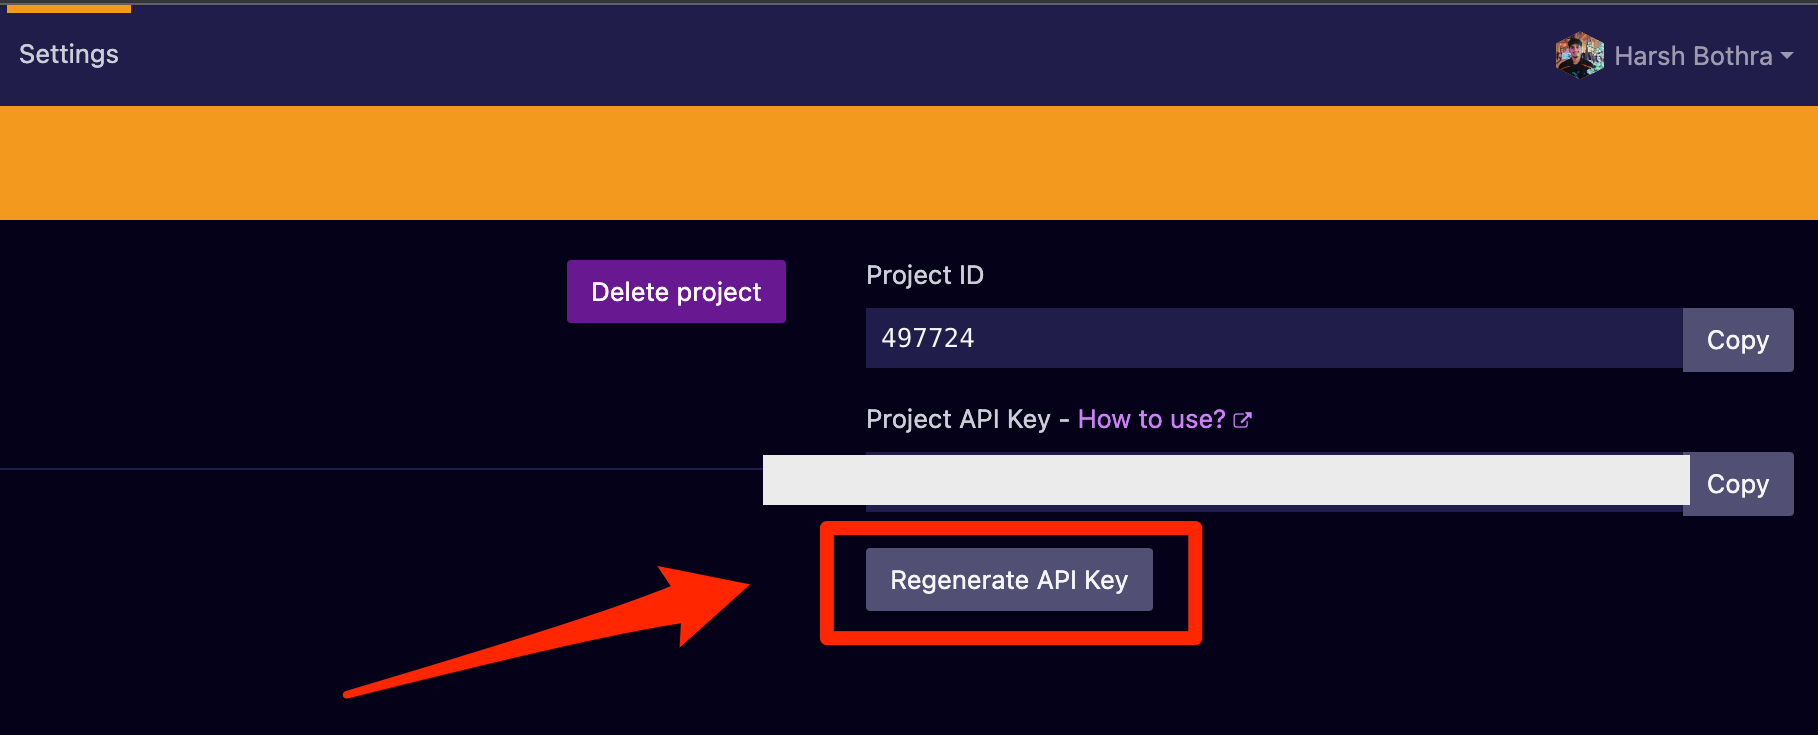 Settings
Harsh Bothra
Delete project
Project ID
497724
Copy
Project API Key - How to use?
Copy
Regenerate API Key